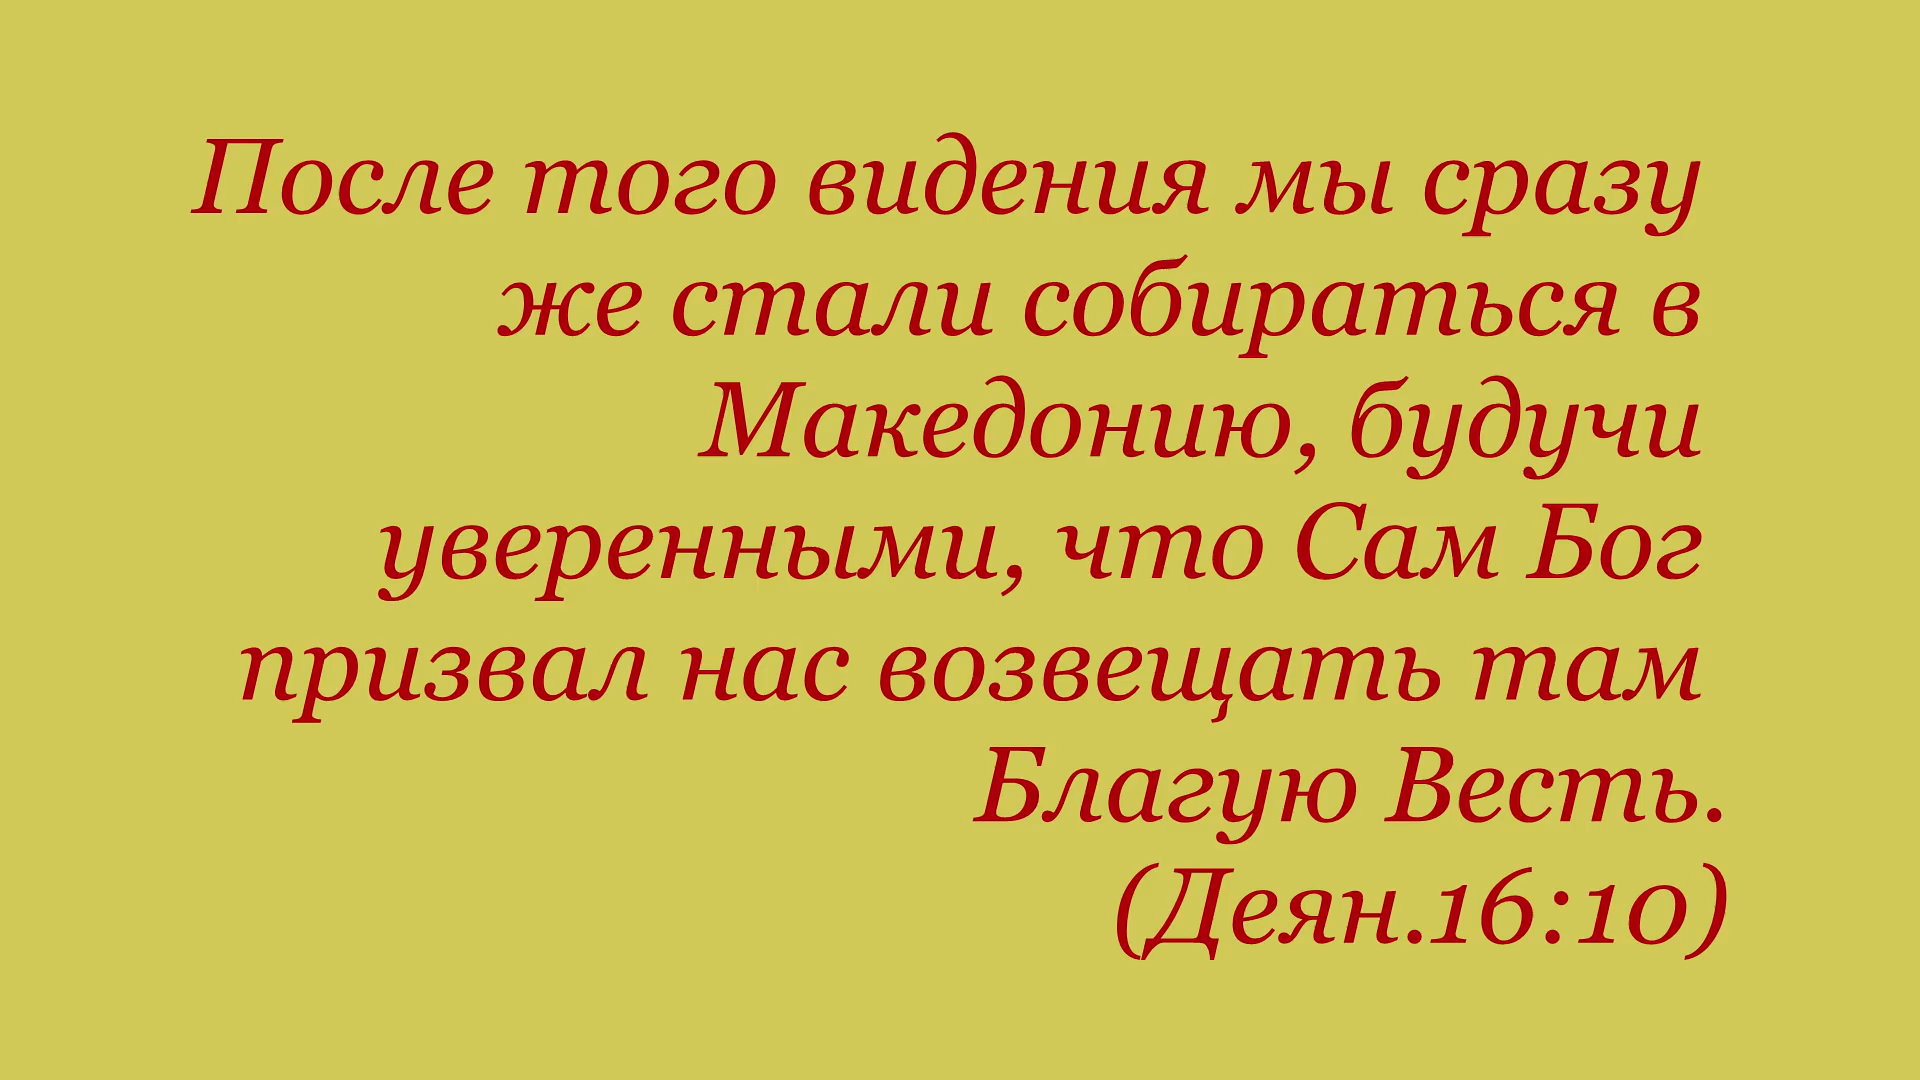 После того видения мы сразу
же стали собираться в
Македонию, будучи
уверенными, что Сам Бог
призвал нас возвещать там
Благую Весть.
(Деян.16:10)